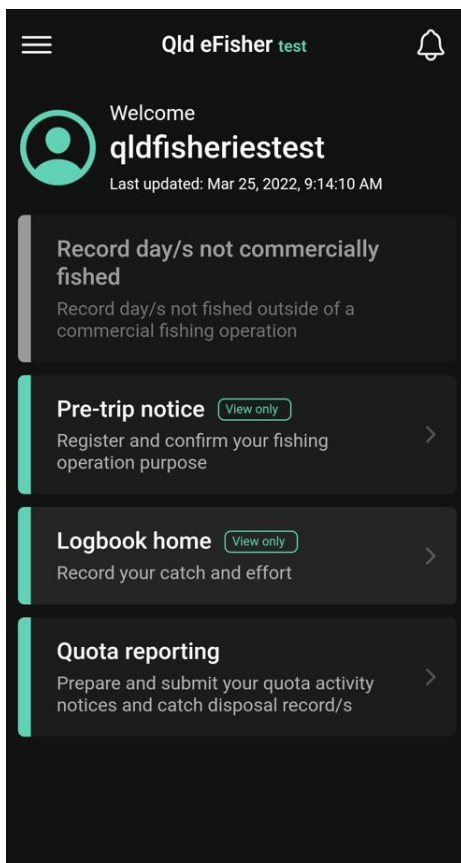 Qld eFisher test
Welcome
qldfisheriestest
Last updated: Mar 25, 2022, 9:14:10 AM
Record day/s not commercially
fished
Record day/s not fished outside of a
commercial fishing operation
Pre-trip notice View only
Register and confirm your fishing
operation purpose
Logbook home View only
Record your catch and effort
Quota reporting
Prepare and submit your quota activity
notices and catch disposal record/s